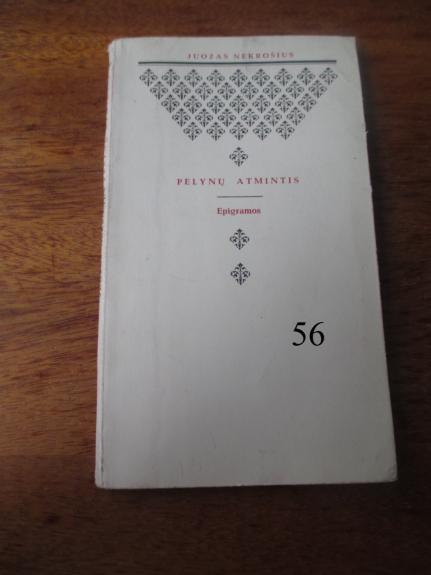 JUOZAS NEKROŠIUS
PELYNŲ ATMINTIS
Epigramos
56